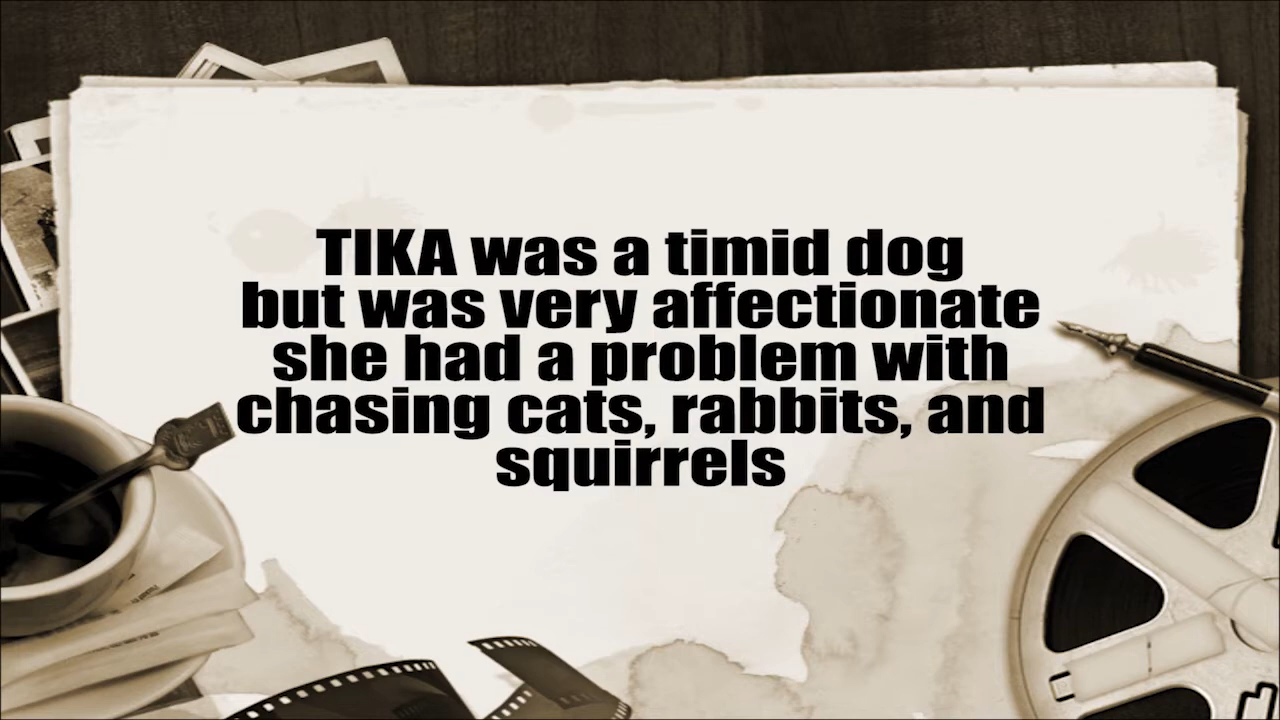 TIKA was a timid dog
but was very affectionate
she had a problem with
chasing cats, rabbits, and
squirrels